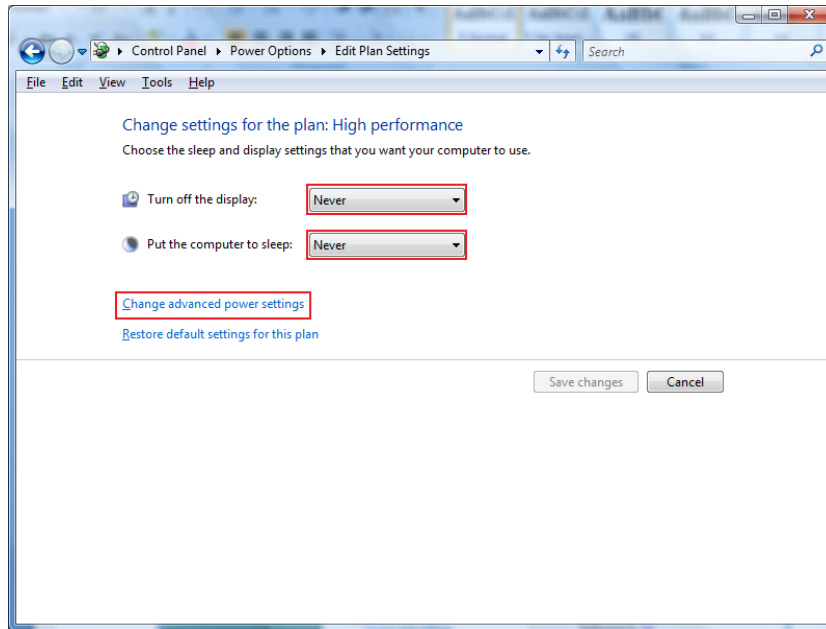 Control Panel Power Options Edit Plan Settings Search
File Edit View Tools Help
Change settings for the plan: High performance
Choose the sleep and display settings that you want your computer to use.
Turn off the display: Never
Put the computer to sleep: Never
Change advanced power settings
Restore default settings for this plan
Save changes Cancel